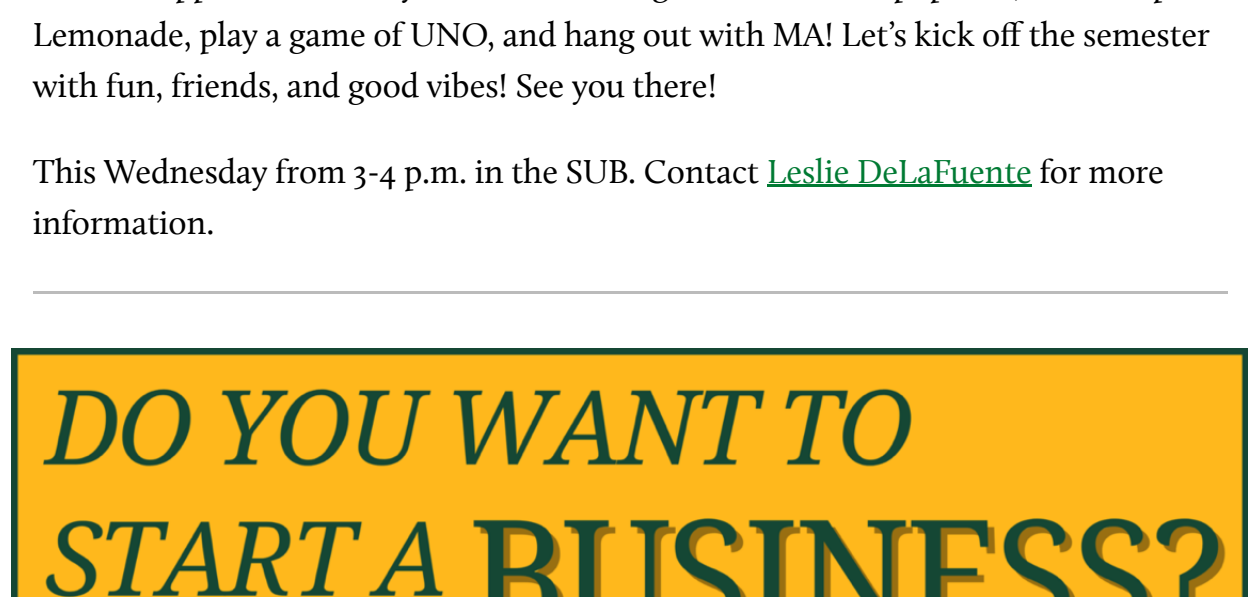 Lemonade, play a game of UNO, and hang out with MA! Let’s kick off the semester
with fun, friends, and good vibes! See you there!
This Wednesday from 3-4 p.m. in the SUB. Contact Leslie DeLaFuente for more
information.
DO YOU WANT TO
START A BUSINESS?